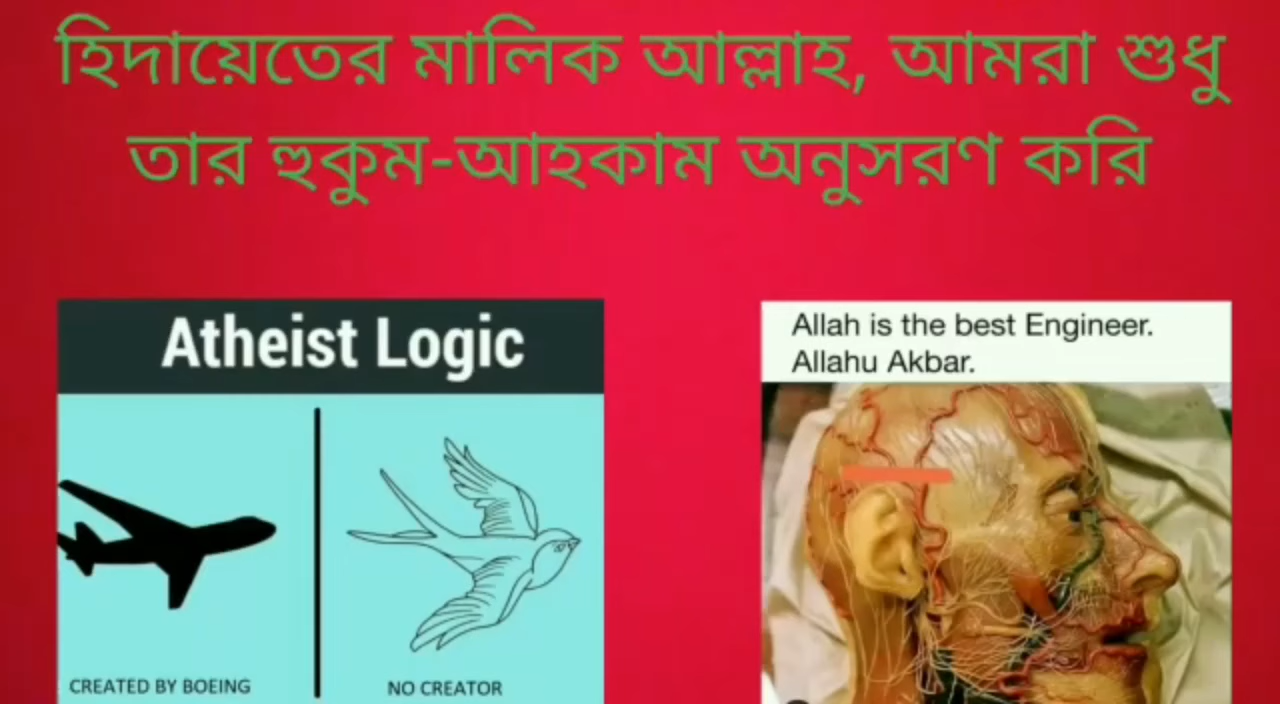 হিদায়েতের মালিক আল্লাহ, আমরা শুধু
তার হুকুম-আহকাম অনুসরণ করি
Atheist Logic
CREATED BY BOEING
NO CREATOR
Allah is the best Engineer.
Allahu Akbar.